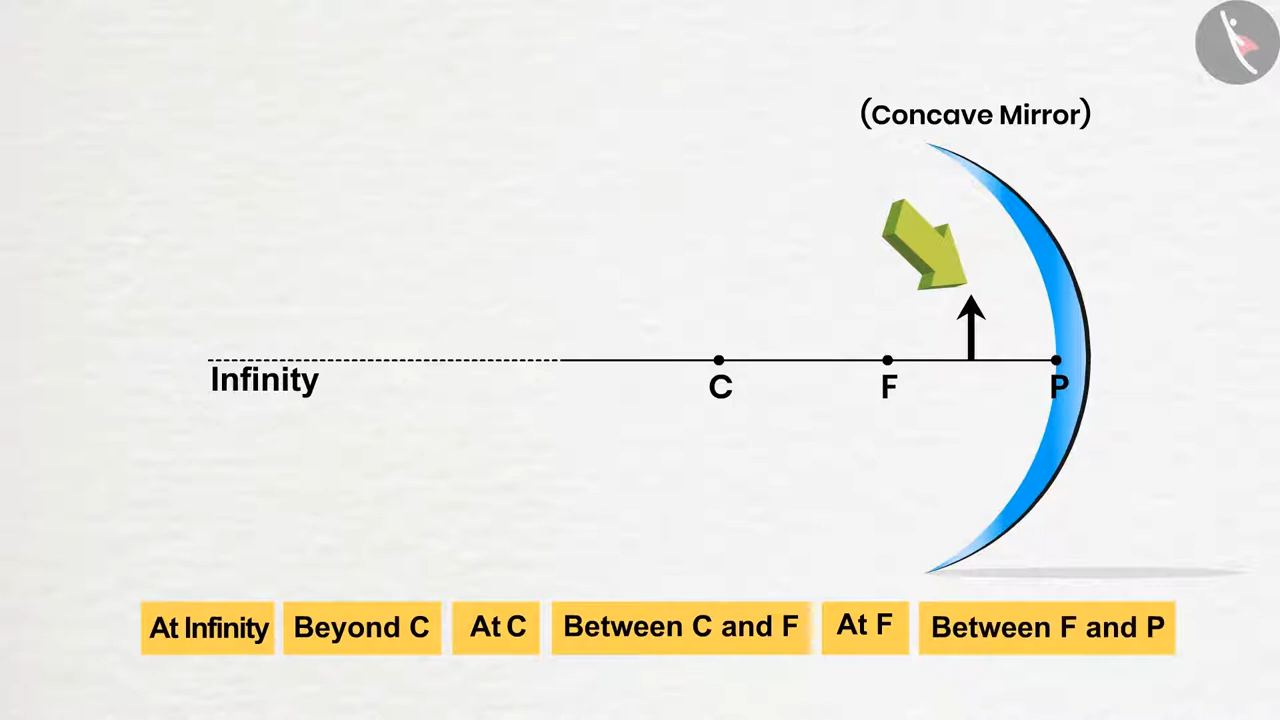 (Concave Mirror)
Infinity
C
F
P
At Infinity
Beyond C
At C
Between C and F
At F
Between F and P